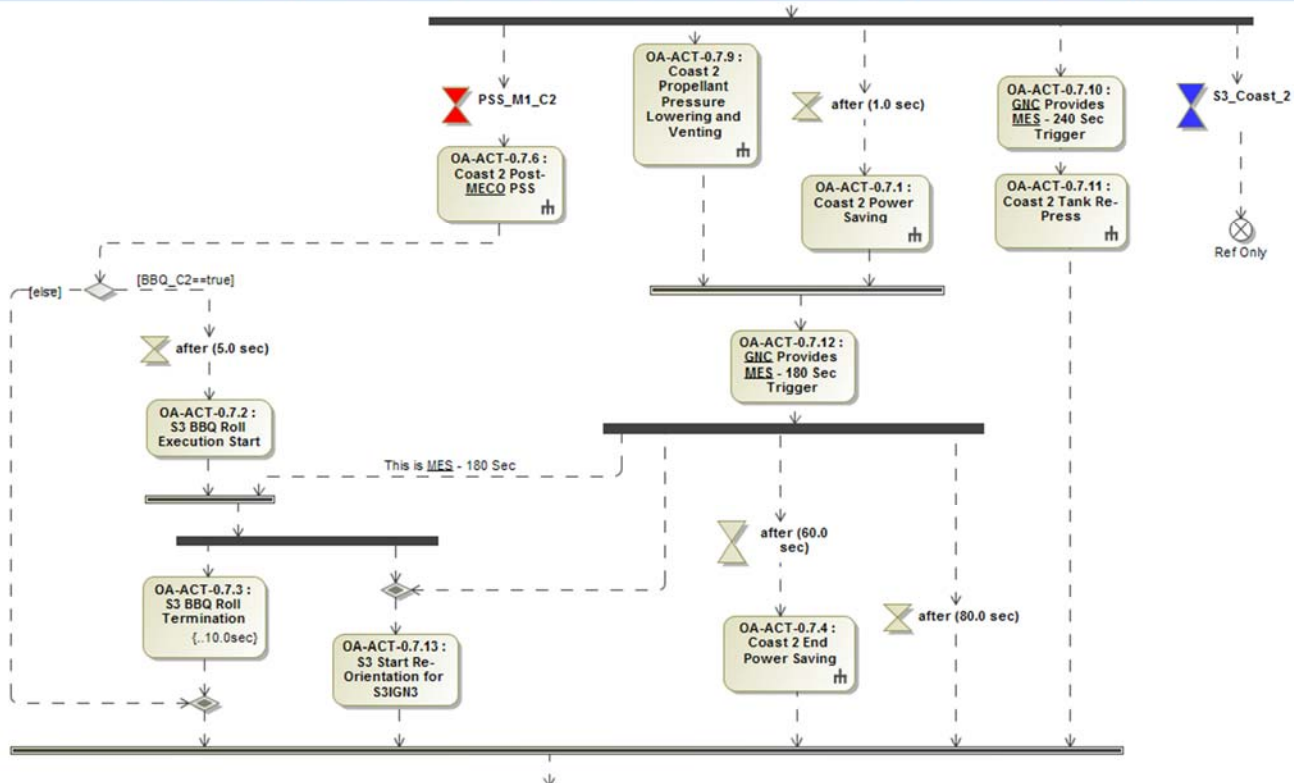 PSS_M1_C2
OA-ACT-0.7.6 :
Coast 2 Post-
MECO PSS
OA-ACT-0.7.9 :
Coast 2
Propellant
Pressure
Lowering and
Venting
after (1.0 sec)
OA-ACT-0.7.1 :
Coast 2 Power
Saving
OA-ACT-0.7.10 :
GNC Provides
MES - 240 Sec
Trigger
OA-ACT-0.7.11 :
Coast 2 Tank Re-
Press
S3_Coast_2
Ref Only
[else]
[BBQ_C2==true]
after (5.0 sec)
OA-ACT-0.7.2 :
S3 BBQ Roll
Execution Start
OA-ACT-0.7.12 :
GNC Provides
MES - 180 Sec
Trigger
This is MES - 180 Sec
OA-ACT-0.7.3 :
S3 BBQ Roll
Termination
{..10.0sec}
OA-ACT-0.7.13 :
S3 Start Re-
Orientation for
S3IGN3
after (60.0
sec)
OA-ACT-0.7.4 :
Coast 2 End
Power Saving
after (80.0 sec)